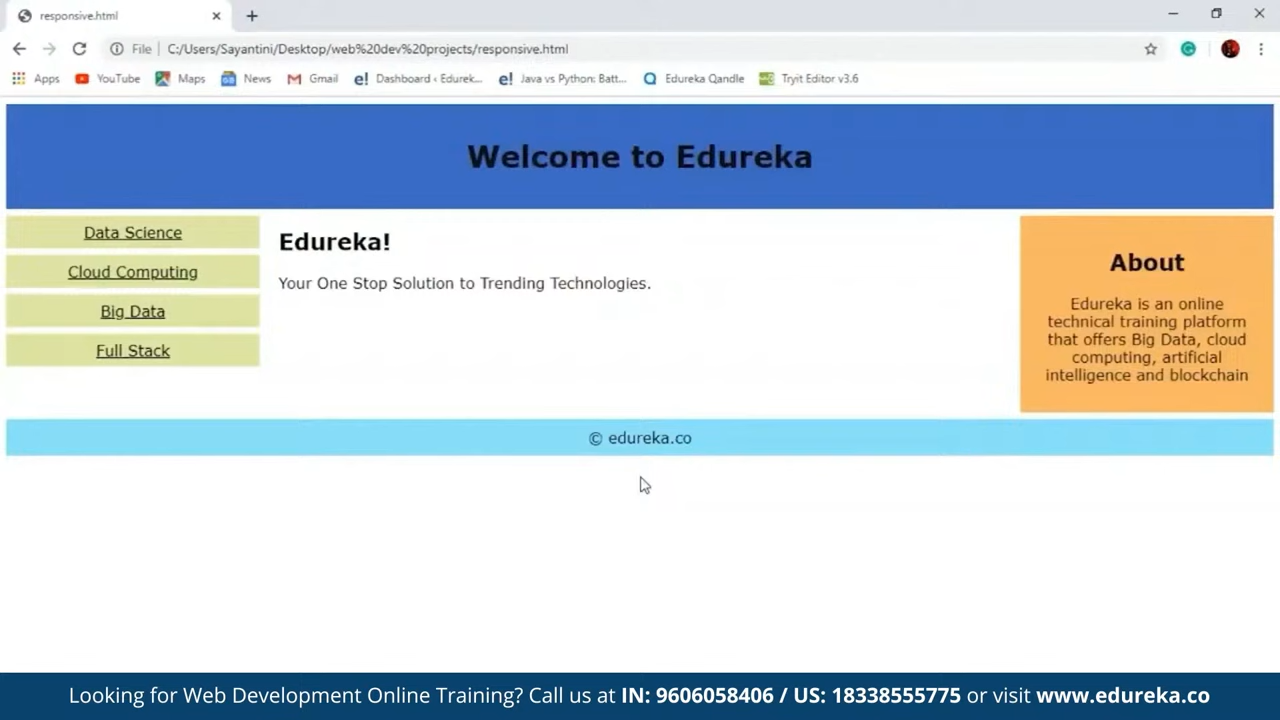 responsive.html
File
C:/Users/Sayantini/Desktop/web%20dev%20projects/responsive.html
Apps YouTube Maps News Gmail Dashboard ‹ Edurek... Java vs Python: Batt... Edureka Qandle Tryit Editor v3.6
Welcome to Edureka
Data Science
Cloud Computing
Big Data
Full Stack
Edureka!
Your One Stop Solution to Trending Technologies.
About
Edureka is an online
technical training platform
that offers Big Data, cloud
computing, artificial
intelligence and blockchain
© edureka.co
Looking for Web Development Online Training? Call us at IN: 9606058406 / US: 18338555775 or visit www.edureka.co